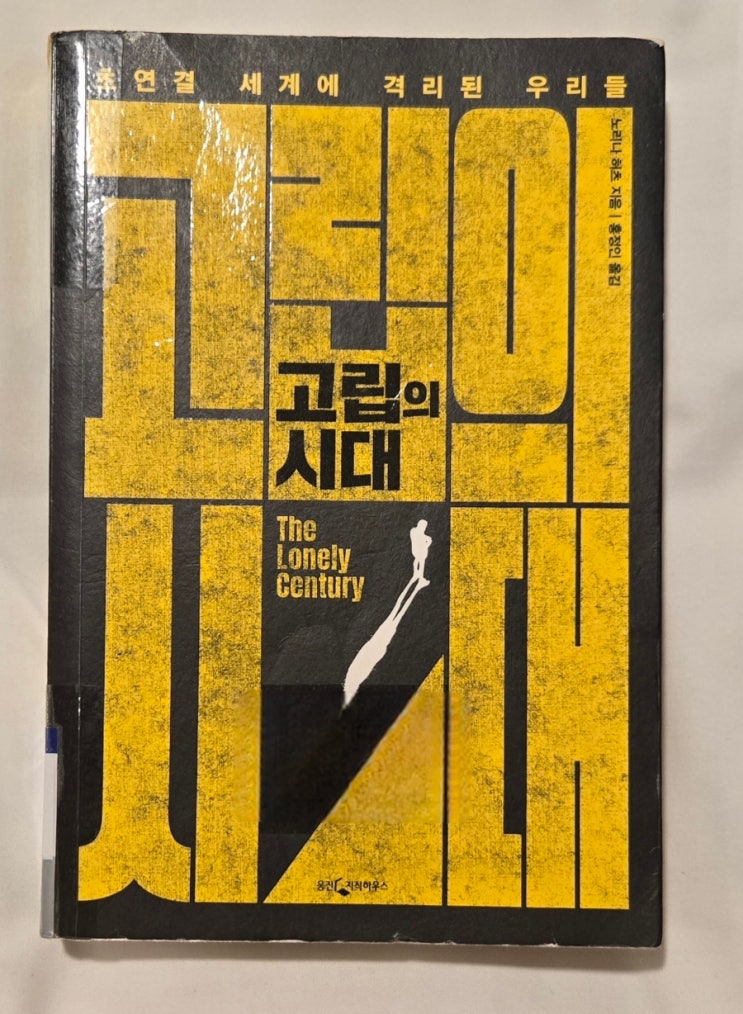 초연결 세계에 격리된 우리들
노리나 허츠 지음 | 홍정인 옮김
고립의
시대
고립의
시대
The
Lonely
Century
웅진 지식하우스